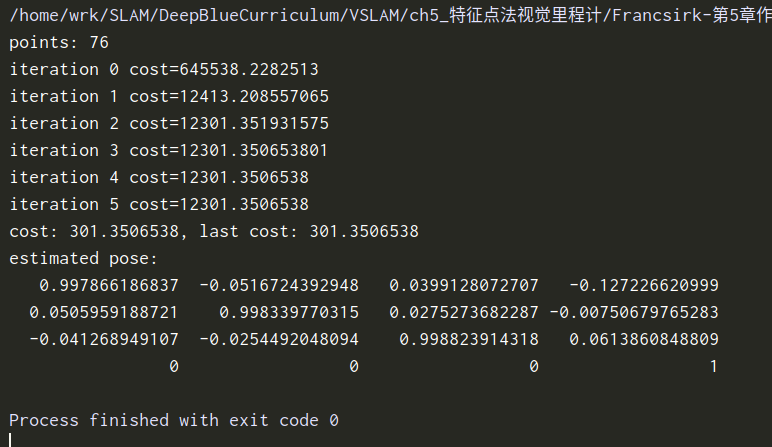 /home/wrk/SLAM/DeepBlueCurriculum/VSLAM/ch5_特征点法视觉里程计/Francsirk-第5章作
points: 76
iteration 0 cost=645538.2282513
iteration 1 cost=12413.208557065
iteration 2 cost=12301.351931575
iteration 3 cost=12301.350653801
iteration 4 cost=12301.3506538
iteration 5 cost=12301.3506538
cost: 301.3506538, last cost: 301.3506538
estimated pose:
0.997866186837 -0.0516724392948 0.0399128072707 -0.127226620999
0.0505959188721 0.998339770315 0.0275273682287 -0.00750679765283
-0.041268949107 -0.0254492048094 0.998823914318 0.0613860848809
0 0 0 1
Process finished with exit code 0